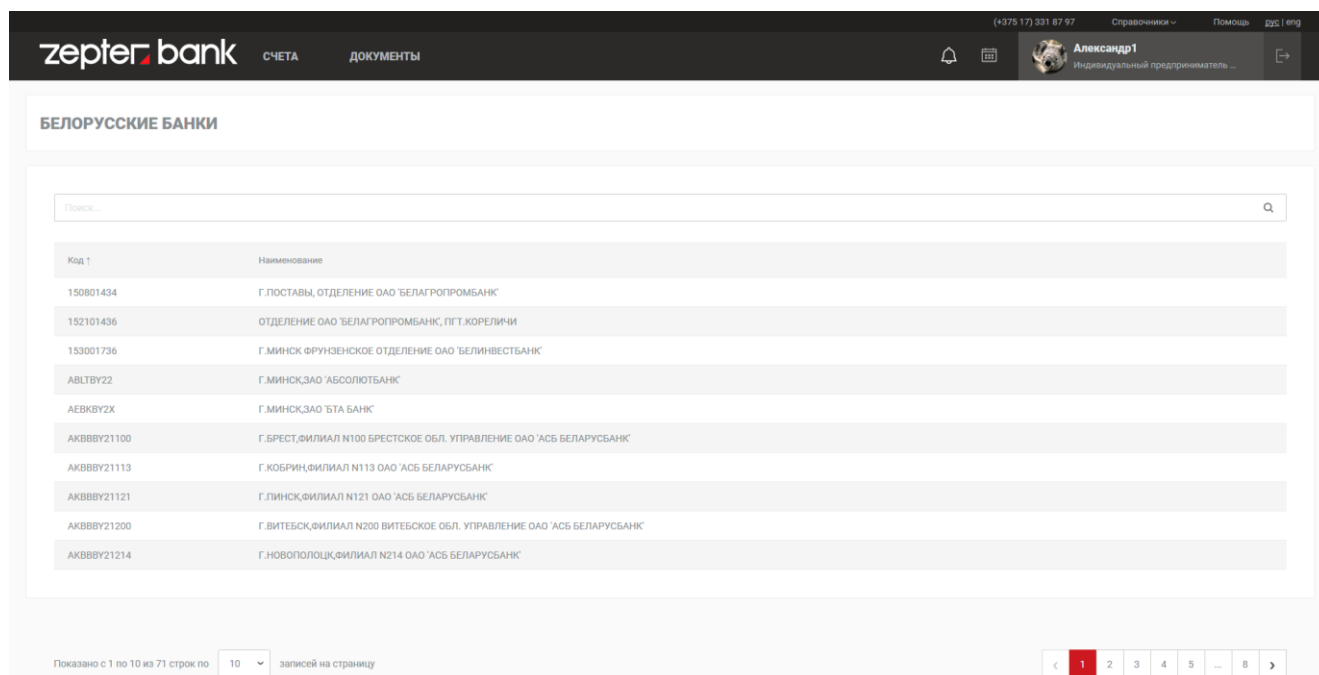 (+375 17) 331 87 97 Справочники Помощь рус | eng
zepter bank СЧЕТА ДОКУМЕНТЫ Александр1
Индивидуальный предприниматель ...
БЕЛОРУССКИЕ БАНКИ
Поиск...
Код ↑ Наименование
150801434 Г.ПОСТАВЫ, ОТДЕЛЕНИЕ ОАО 'БЕЛАГРОПРОМБАНК'
152101436 ОТДЕЛЕНИЕ ОАО 'БЕЛАГРОПРОМБАНК', ПГТ.КОРЕЛИЧИ
153001736 Г.МИНСК ФРУНЗЕНСКОЕ ОТДЕЛЕНИЕ ОАО 'БЕЛИНВЕСТБАНК'
ABLTBY22 Г.МИНСК,ЗАО 'АБСОЛЮТБАНК'
AEBKBY2X Г.МИНСК,ЗАО 'БТА БАНК'
AKBBBY21100 Г.БРЕСТ,ФИЛИАЛ N100 БРЕСТСКОЕ ОБЛ. УПРАВЛЕНИЕ ОАО 'АСБ БЕЛАРУСБАНК'
AKBBBY21113 Г.КОБРИН,ФИЛИАЛ N113 ОАО 'АСБ БЕЛАРУСБАНК'
AKBBBY21121 Г.ПИНСК,ФИЛИАЛ N121 ОАО 'АСБ БЕЛАРУСБАНК'
AKBBBY21200 Г.ВИТЕБСК,ФИЛИАЛ N200 ВИТЕБСКОЕ ОБЛ. УПРАВЛЕНИЕ ОАО 'АСБ БЕЛАРУСБАНК'
AKBBBY21214 Г.НОВОПОЛОЦК,ФИЛИАЛ N214 ОАО 'АСБ БЕЛАРУСБАНК'
Показано с 1 по 10 из 71 строк по 10 записей на страницу ‹ 1 2 3 4 5 ... 8 ›